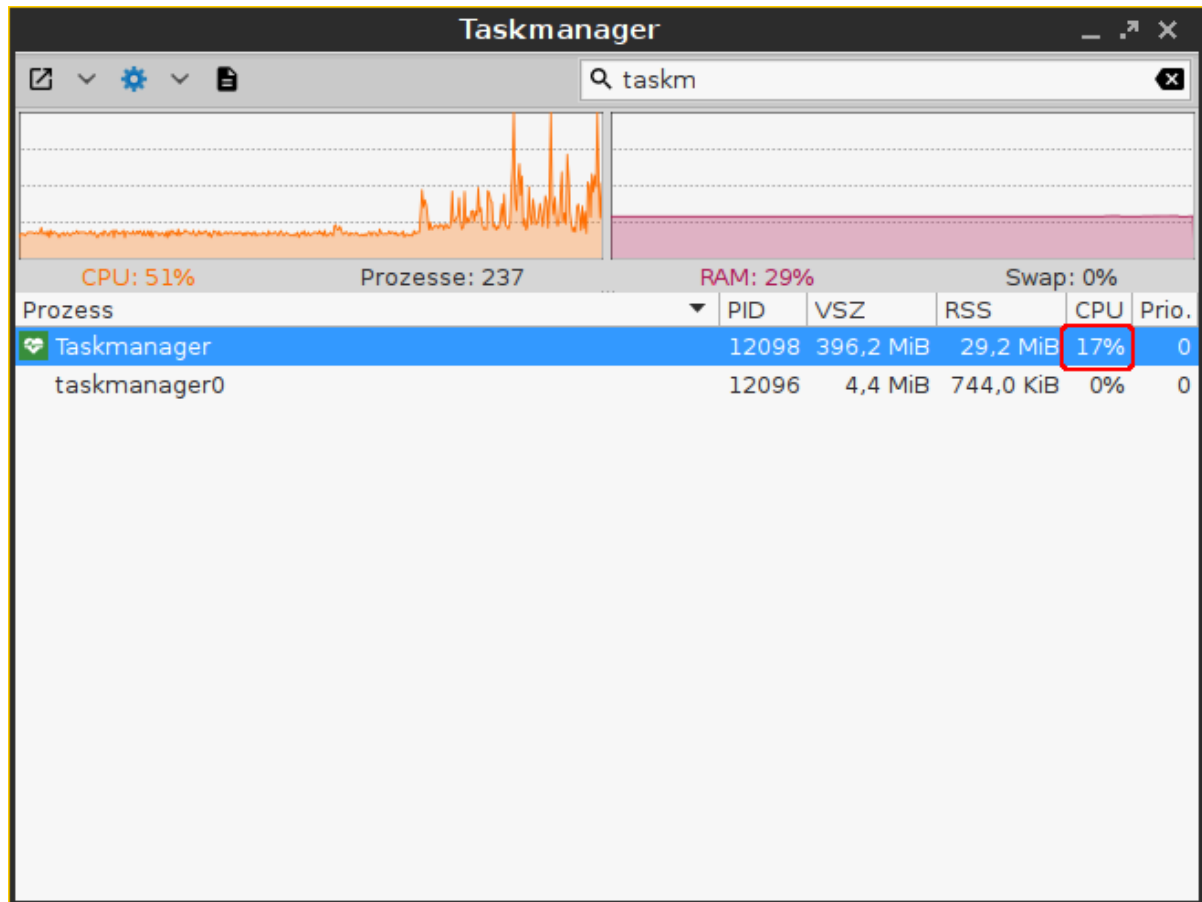 Taskmanager
taskm
CPU: 51% Prozesse: 237 RAM: 29% Swap: 0%
Prozess PID VSZ RSS CPU Prio.
Taskmanager 12098 396,2 MiB 29,2 MiB 17% 0
taskmanager0 12096 4,4 MiB 744,0 KiB 0% 0